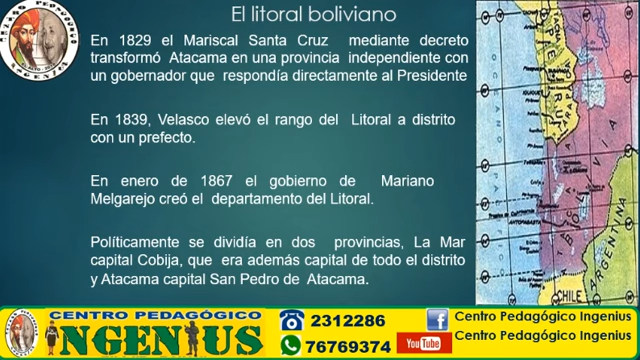 El litoral boliviano
En 1829 el Mariscal Santa Cruz mediante decreto
transformó Atacama en una provincia independiente con
un gobernador que respondía directamente al Presidente
En 1839, Velasco elevó el rango del Litoral a distrito
con un prefecto.
En enero de 1867 el gobierno de Mariano
Melgarejo creó el departamento del Litoral.
Políticamente se dividía en dos provincias, La Mar
capital Cobija, que era además capital de todo el distrito
y Atacama capital San Pedro de Atacama.
PERU
BOLIVIA
ARGENTINA
CHILE
CENTRO PEDAGÓGICO
INGENIUS
2312286
76769374
Centro Pedagógico Ingenius
You Tube
Centro Pedagógico Ingenius